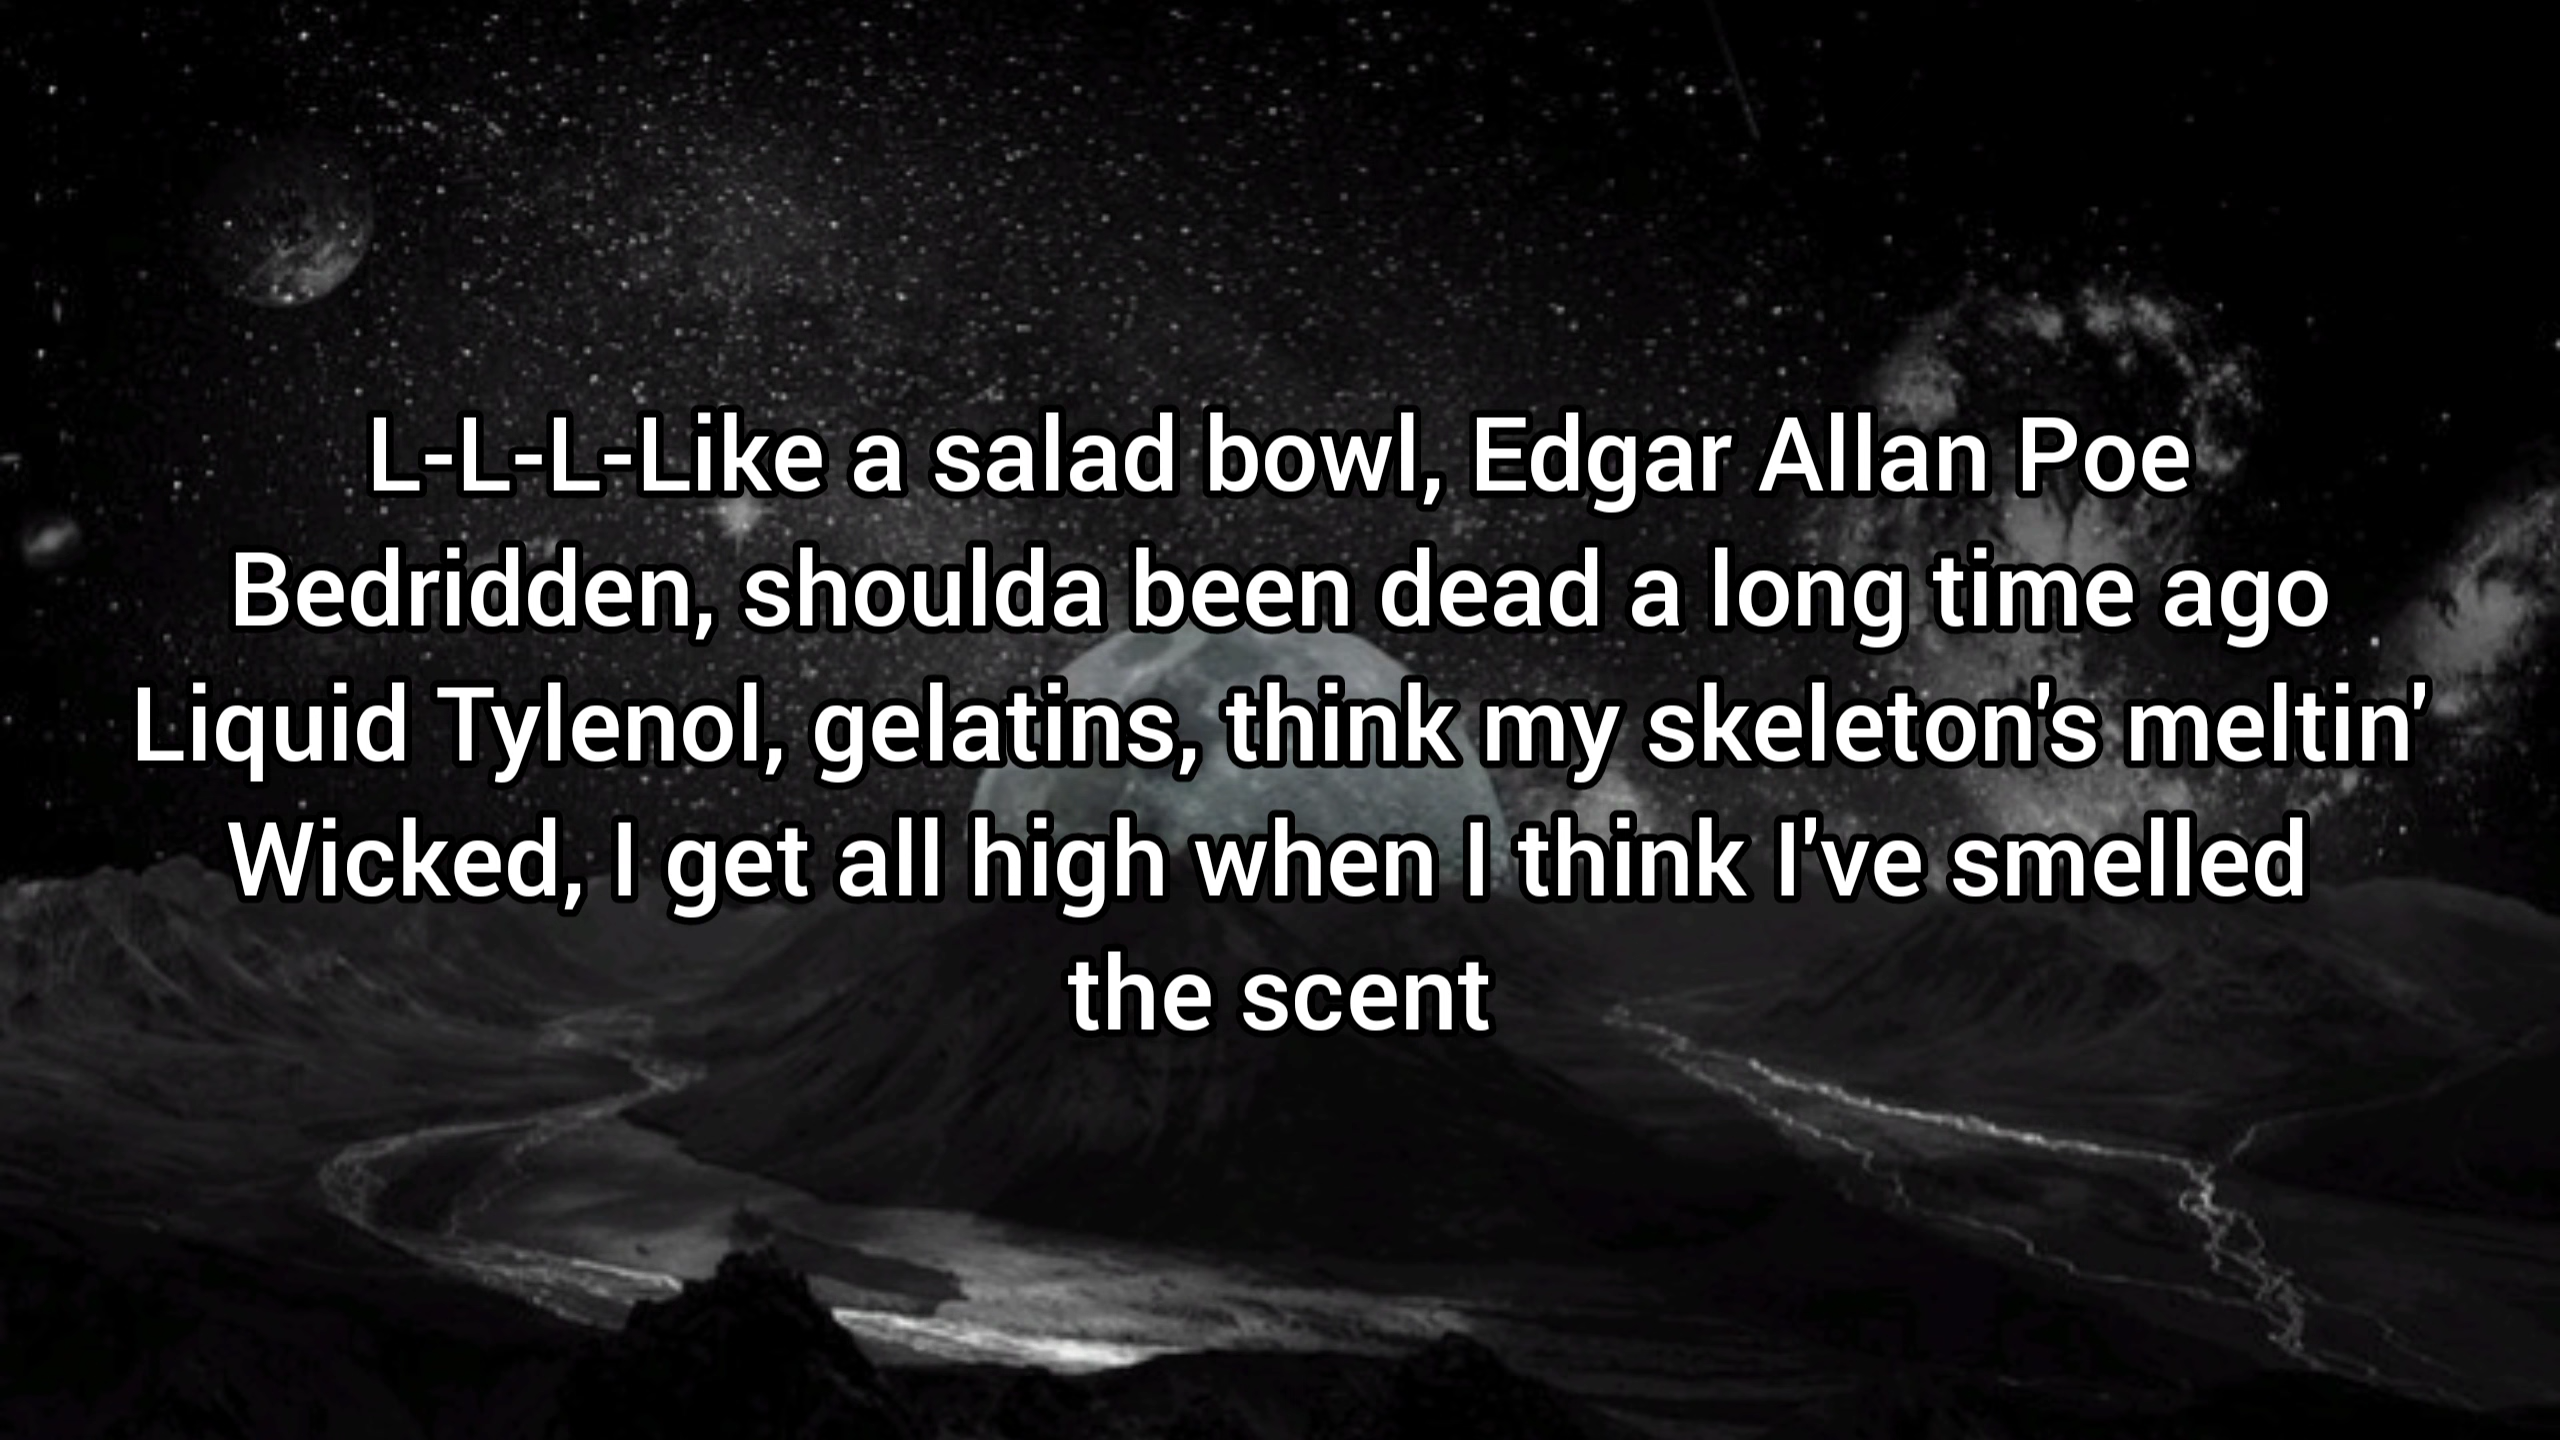 L-L-L-Like a salad bowl, Edgar Allan Poe
Bedridden, shoulda been dead a long time ago
Liquid Tylenol, gelatins, think my skeleton's meltin'
Wicked, I get all high when I think I've smelled
the scent